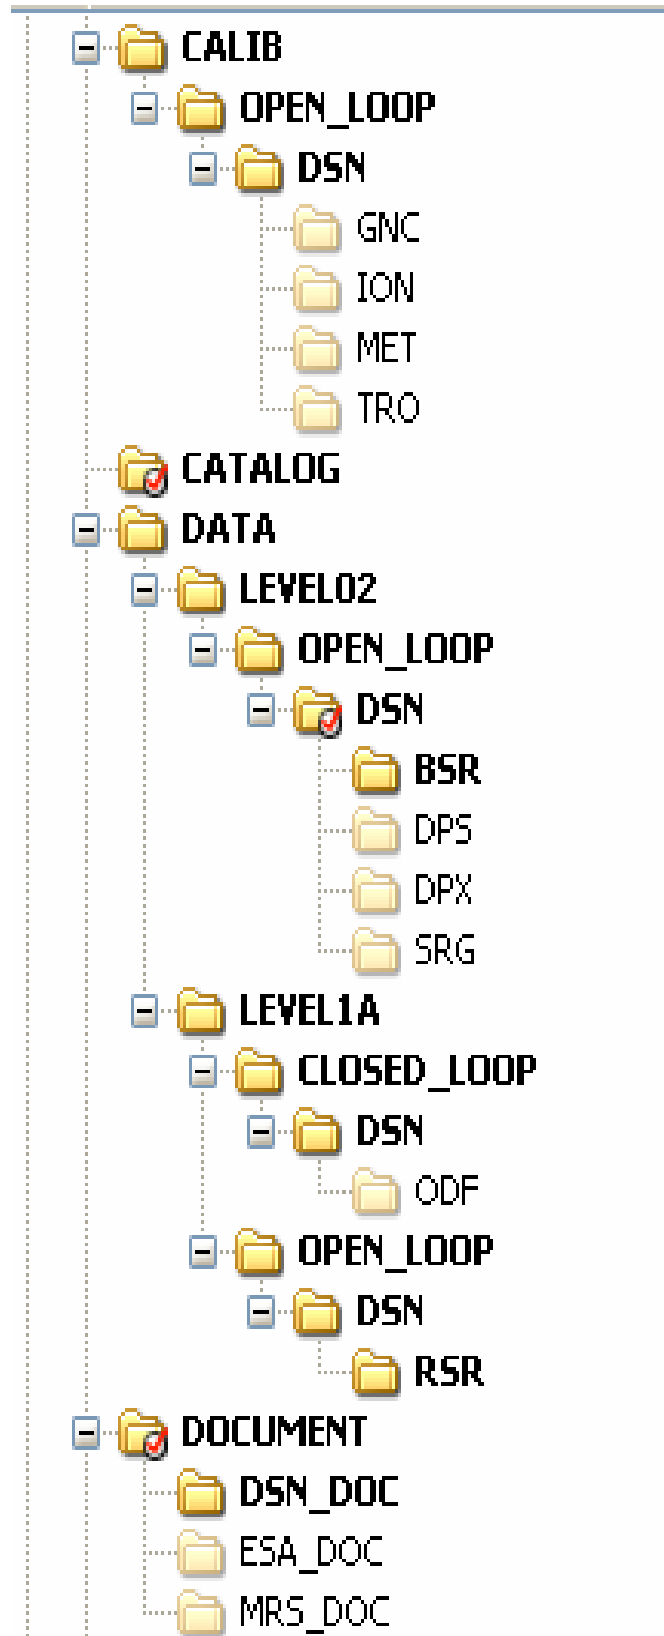 CALIB
OPEN_LOOP
DSN
GNC
ION
MET
TRO
CATALOG
DATA
LEVEL02
OPEN_LOOP
DSN
BSR
DPS
DPX
SRG
LEVEL1A
CLOSED_LOOP
DSN
ODF
OPEN_LOOP
DSN
RSR
DOCUMENT
DSN_DOC
ESA_DOC
MRS_DOC